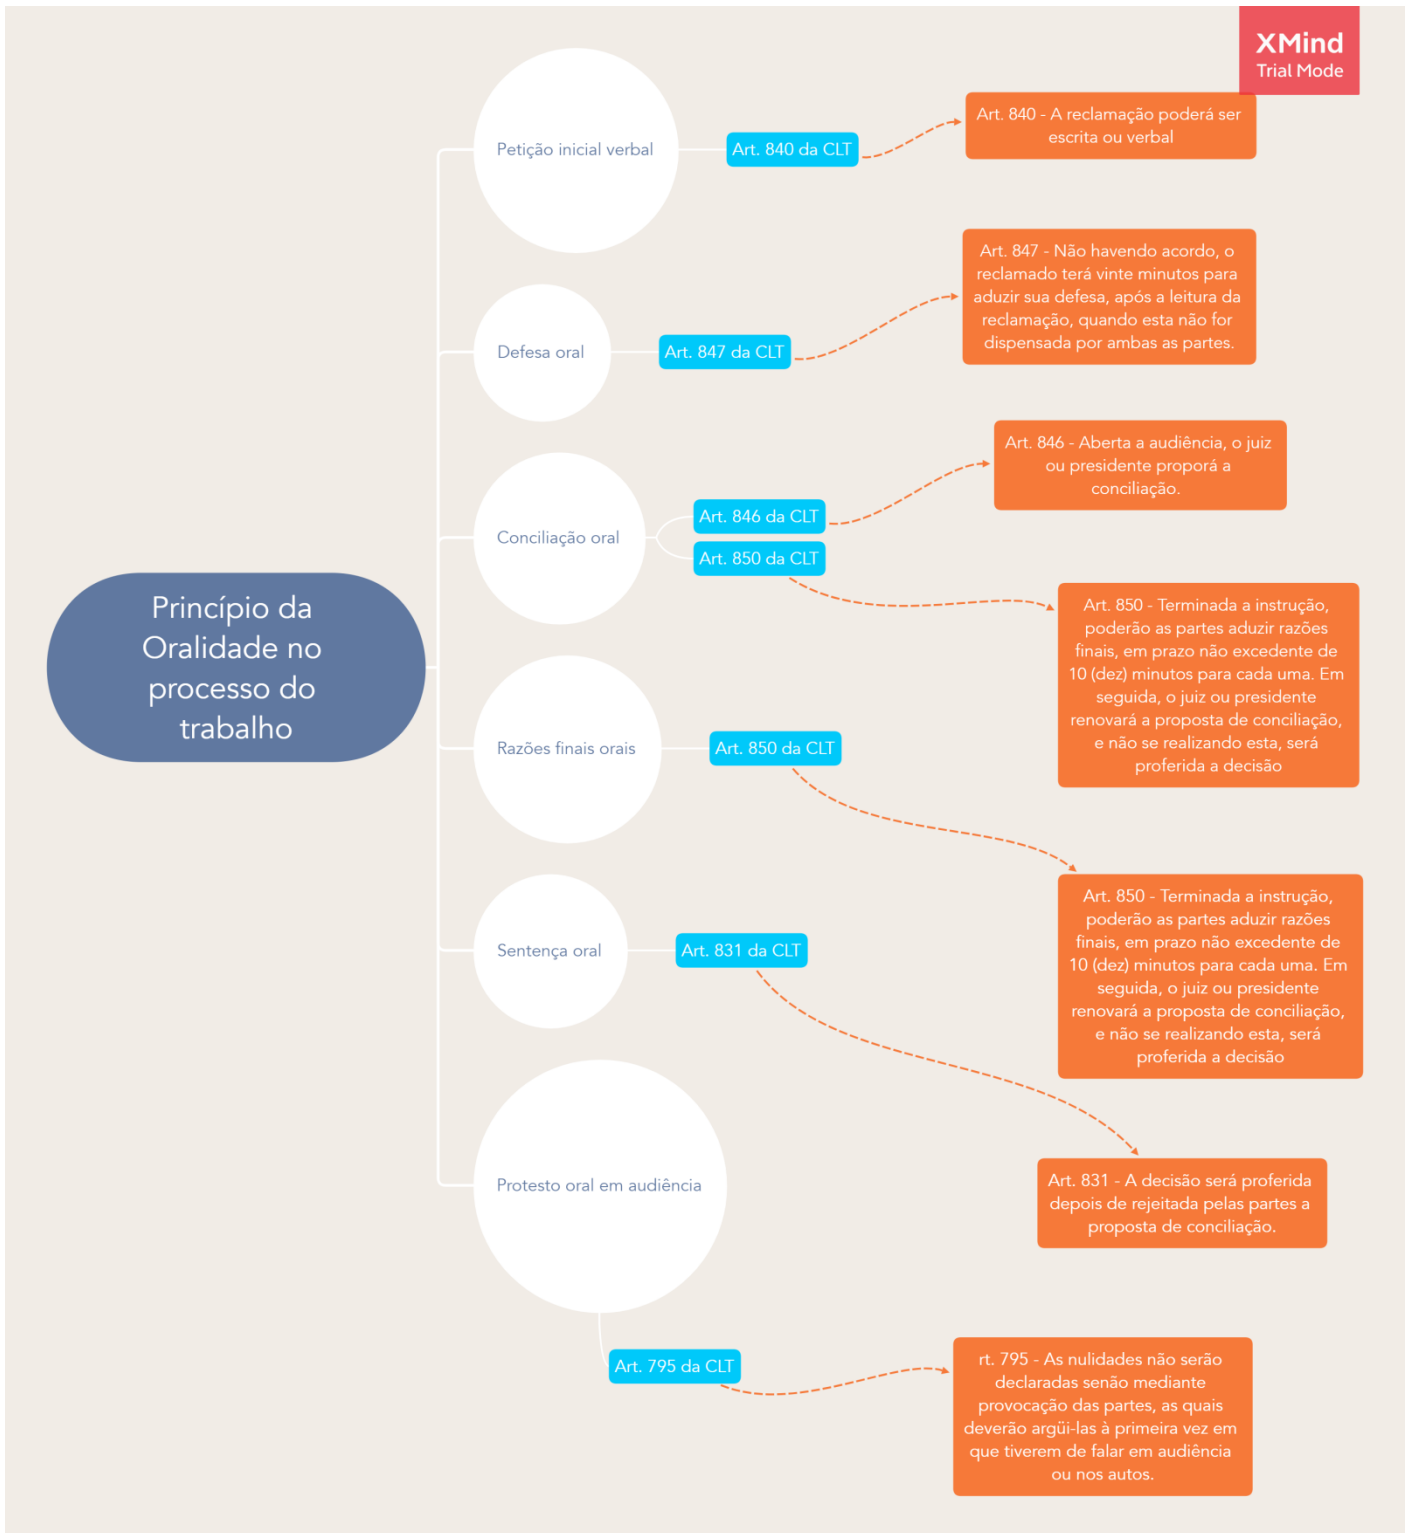 XMind
Trial Mode
Princípio da
Oralidade no
processo do
trabalho
Petição inicial verbal
Art. 840 da CLT
Art. 840 - A reclamação poderá ser
escrita ou verbal
Defesa oral
Art. 847 da CLT
Art. 847 - Não havendo acordo, o
reclamado terá vinte minutos para
aduzir sua defesa, após a leitura da
reclamação, quando esta não for
dispensada por ambas as partes.
Conciliação oral
Art. 846 da CLT
Art. 846 - Aberta a audiência, o juiz
ou presidente proporá a
conciliação.
Art. 850 da CLT
Art. 850 - Terminada a instrução,
poderão as partes aduzir razões
finais, em prazo não excedente de
10 (dez) minutos para cada uma. Em
seguida, o juiz ou presidente
renovará a proposta de conciliação,
e não se realizando esta, será
proferida a decisão
Razões finais orais
Art. 850 da CLT
Art. 850 - Terminada a instrução,
poderão as partes aduzir razões
finais, em prazo não excedente de
10 (dez) minutos para cada uma. Em
seguida, o juiz ou presidente
renovará a proposta de conciliação,
e não se realizando esta, será
proferida a decisão
Sentença oral
Art. 831 da CLT
Art. 831 - A decisão será proferida
depois de rejeitada pelas partes a
proposta de conciliação.
Protesto oral em audiência
Art. 795 da CLT
rt. 795 - As nulidades não serão
declaradas senão mediante
provocação das partes, as quais
deverão argüi-las à primeira vez em
que tiverem de falar em audiência
ou nos autos.